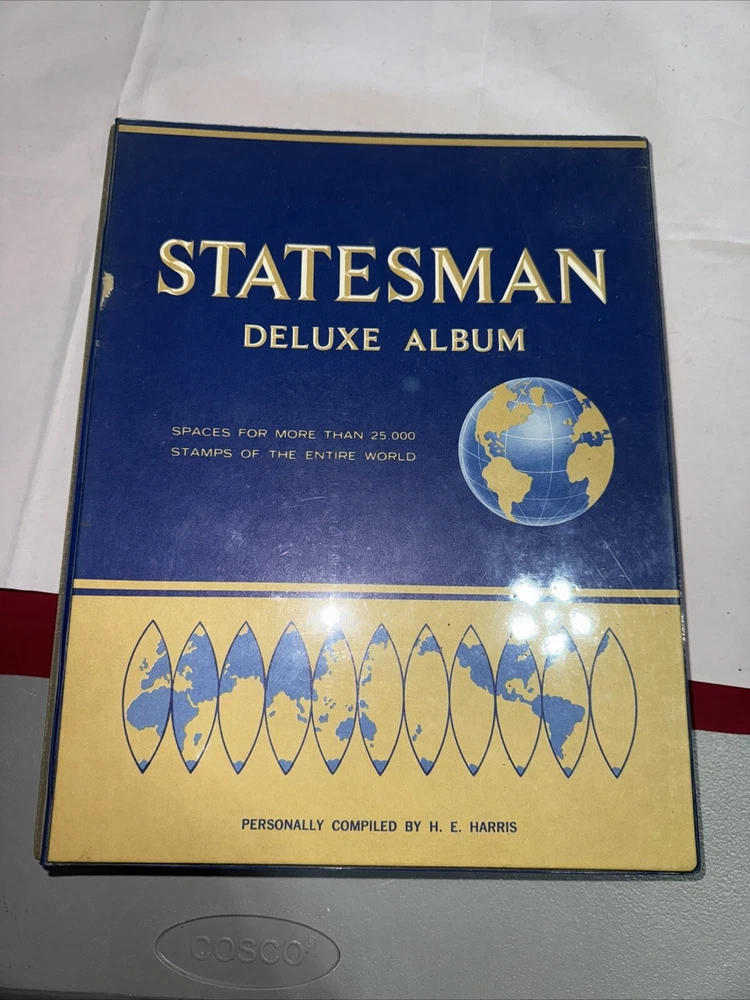 STATESMAN
DELUXE ALBUM
SPACES FOR MORE THAN 25.000
STAMPS OF THE ENTIRE WORLD
PERSONALLY COMPILED BY H. E. HARRIS
COSCO